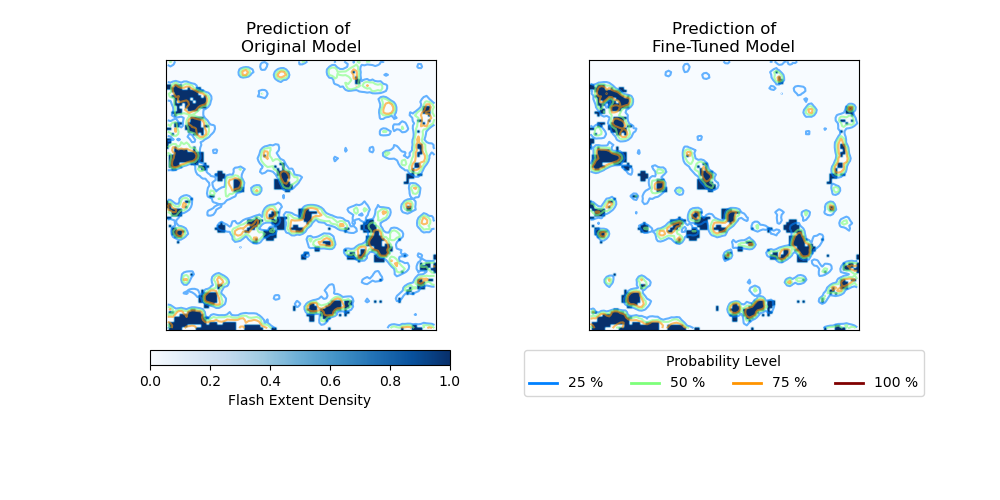 Prediction of
Original Model
Prediction of
Fine-Tuned Model
0.0 0.2 0.4 0.6 0.8 1.0
Flash Extent Density
Probability Level
25 % 50 % 75 % 100 %